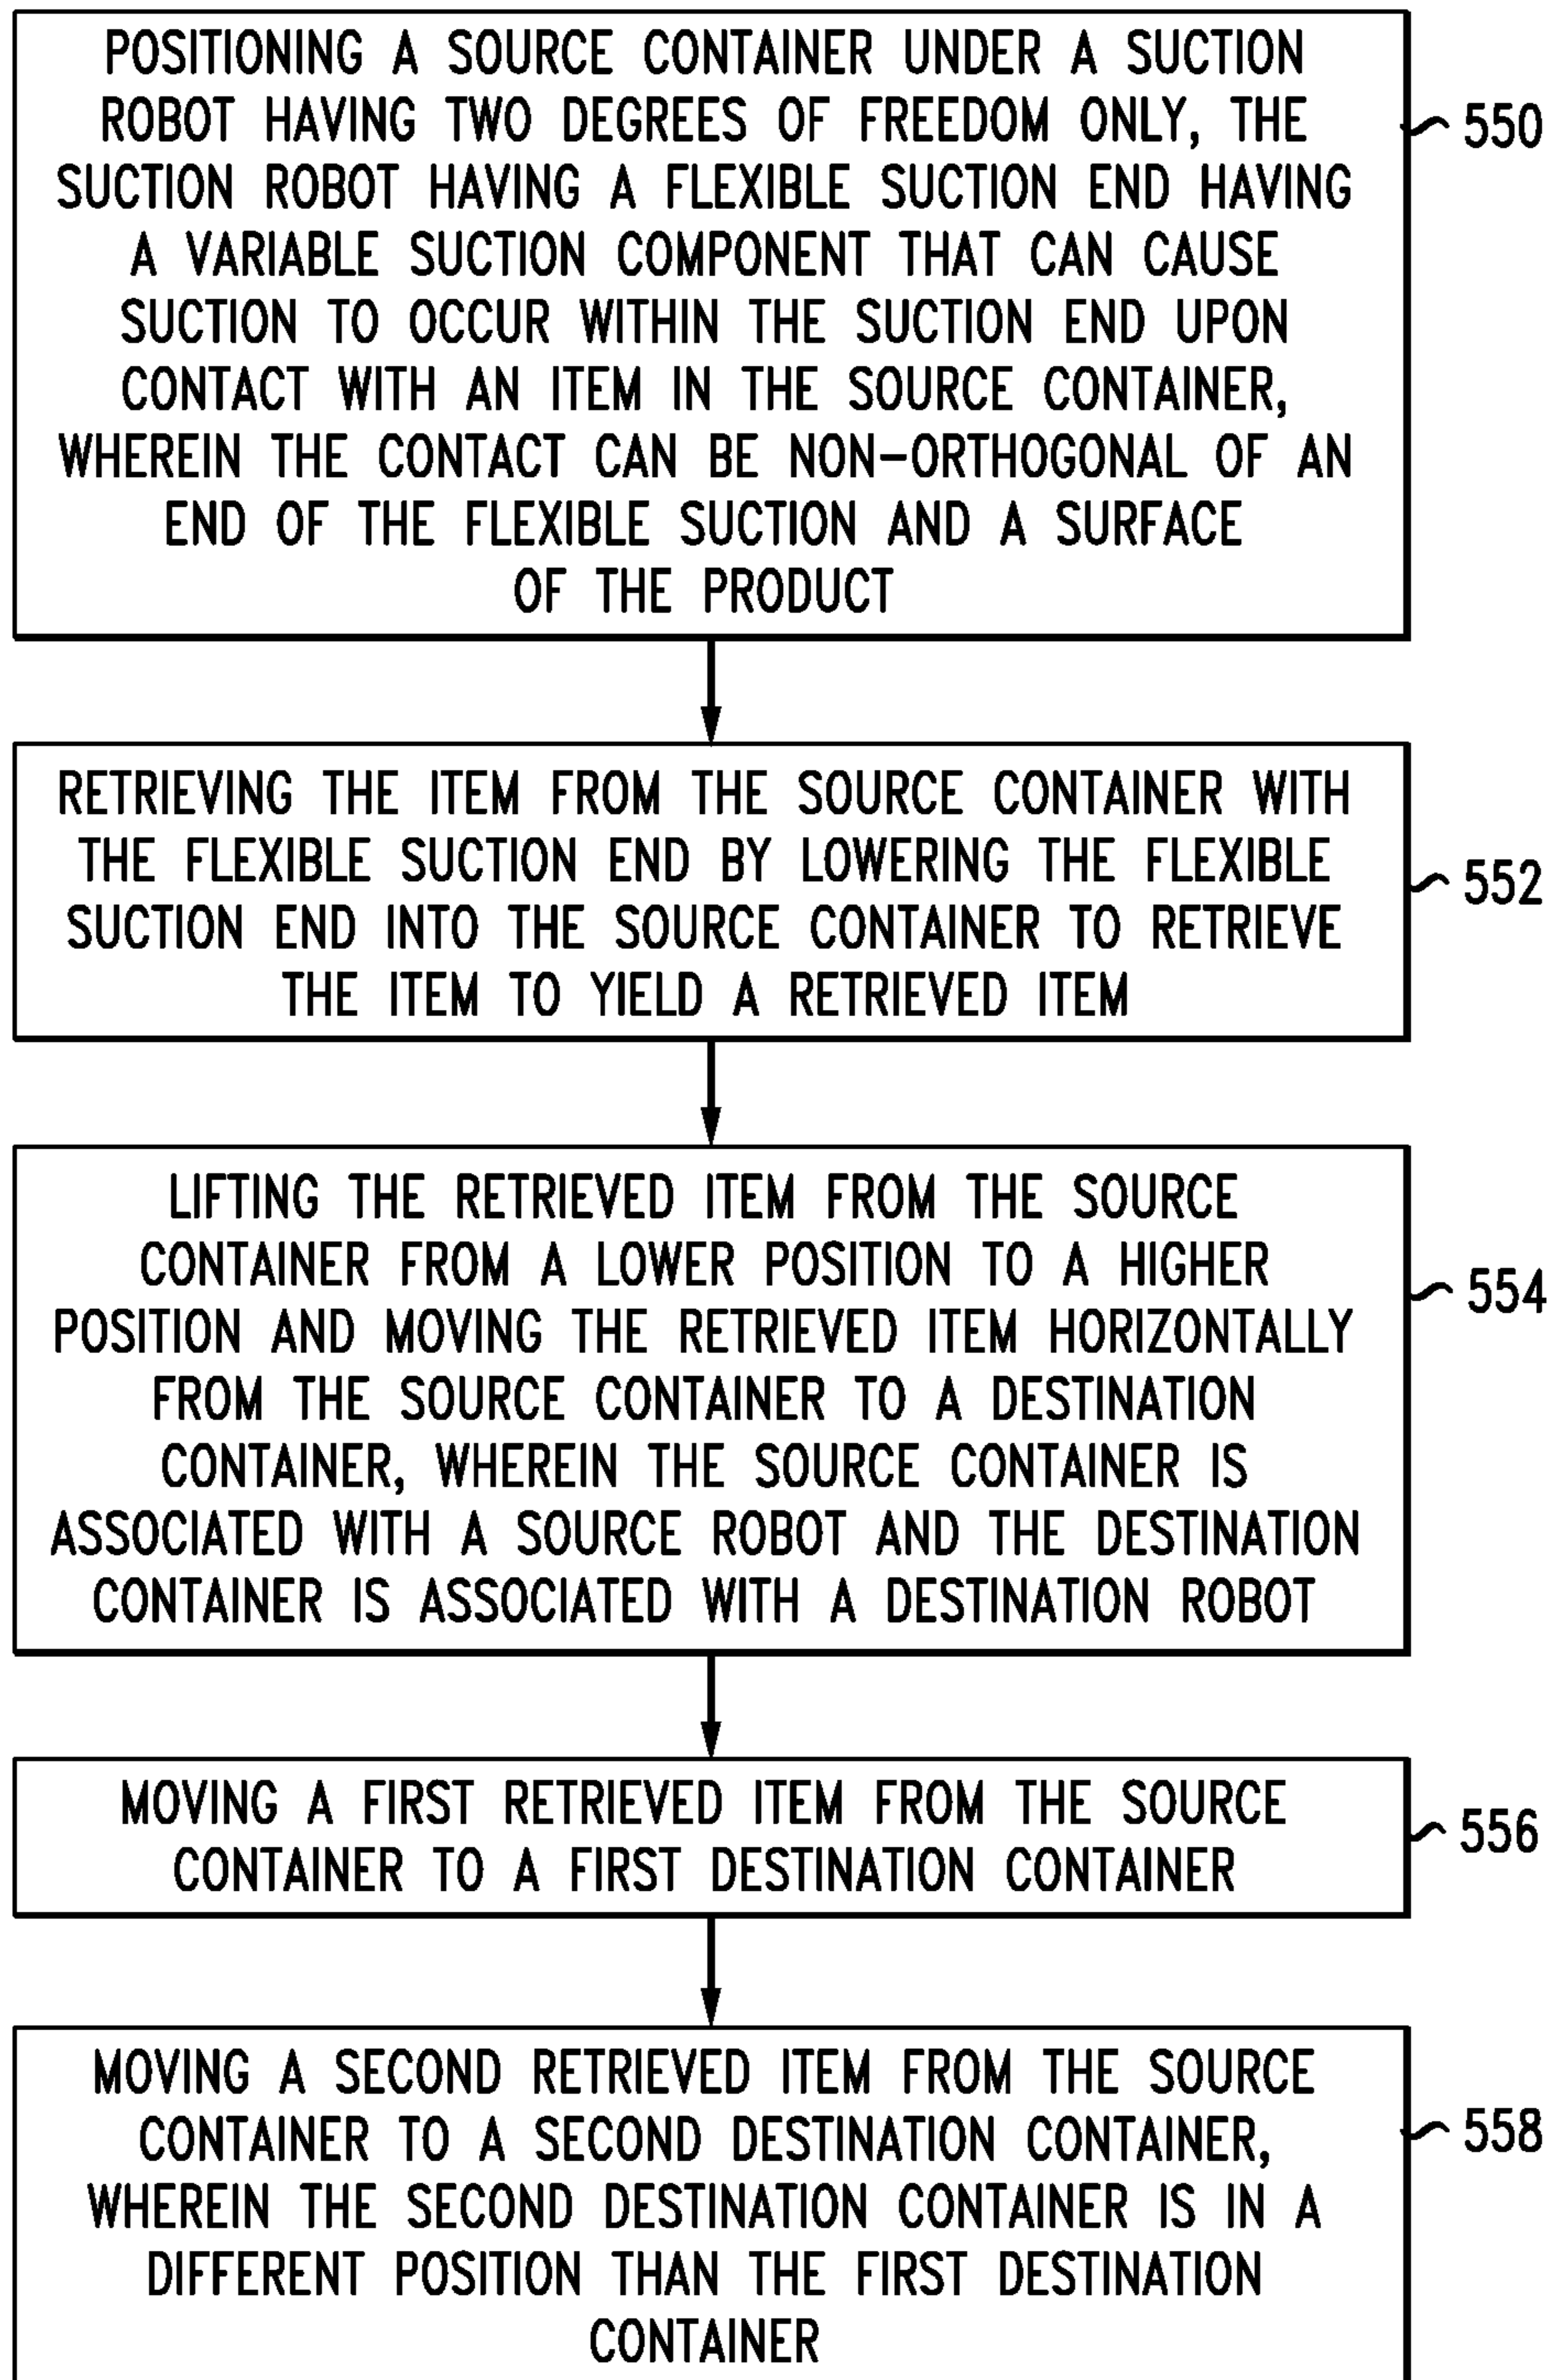 POSITIONING A SOURCE CONTAINER UNDER A SUCTION
ROBOT HAVING TWO DEGREES OF FREEDOM ONLY, THE
SUCTION ROBOT HAVING A FLEXIBLE SUCTION END HAVING
A VARIABLE SUCTION COMPONENT THAT CAN CAUSE
SUCTION TO OCCUR WITHIN THE SUCTION END UPON
CONTACT WITH AN ITEM IN THE SOURCE CONTAINER,
WHEREIN THE CONTACT CAN BE NON-ORTHOGONAL OF AN
END OF THE FLEXIBLE SUCTION AND A SURFACE
OF THE PRODUCT
550
RETRIEVING THE ITEM FROM THE SOURCE CONTAINER WITH
THE FLEXIBLE SUCTION END BY LOWERING THE FLEXIBLE
SUCTION END INTO THE SOURCE CONTAINER TO RETRIEVE
THE ITEM TO YIELD A RETRIEVED ITEM
552
LIFTING THE RETRIEVED ITEM FROM THE SOURCE
CONTAINER FROM A LOWER POSITION TO A HIGHER
POSITION AND MOVING THE RETRIEVED ITEM HORIZONTALLY
FROM THE SOURCE CONTAINER TO A DESTINATION
CONTAINER, WHEREIN THE SOURCE CONTAINER IS
ASSOCIATED WITH A SOURCE ROBOT AND THE DESTINATION
CONTAINER IS ASSOCIATED WITH A DESTINATION ROBOT
554
MOVING A FIRST RETRIEVED ITEM FROM THE SOURCE
CONTAINER TO A FIRST DESTINATION CONTAINER
556
MOVING A SECOND RETRIEVED ITEM FROM THE SOURCE
CONTAINER TO A SECOND DESTINATION CONTAINER,
WHEREIN THE SECOND DESTINATION CONTAINER IS IN A
DIFFERENT POSITION THAN THE FIRST DESTINATION
CONTAINER
558